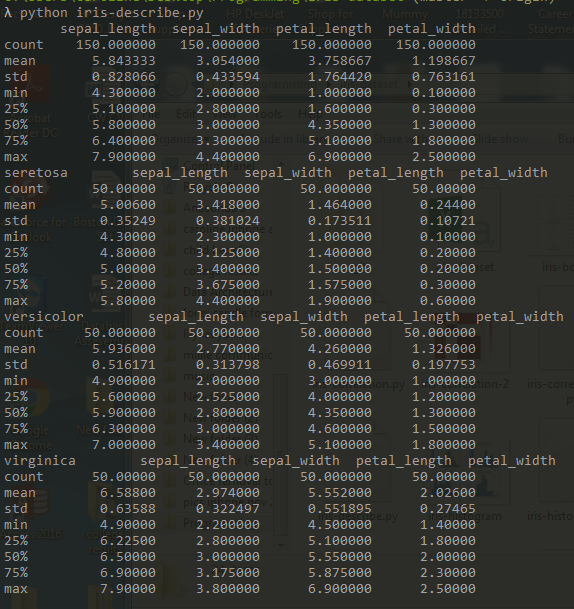 λ python iris-describe.py
       sepal_length  sepal_width  petal_length  petal_width
count    150.000000   150.000000    150.000000   150.000000
mean       5.843333     3.054000      3.758667     1.198667
std        0.828066     0.433594      1.764420     0.763161
min        4.300000     2.000000      1.000000     0.100000
25%        5.100000     2.800000      1.600000     0.300000
50%        5.800000     3.000000      4.350000     1.300000
75%        6.400000     3.300000      5.100000     1.800000
max        7.900000     4.400000      6.900000     2.500000
seretosa        sepal_length  sepal_width  petal_length  petal_width
count      50.00000    50.000000     50.000000     50.00000
mean        5.00600     3.418000      1.464000      0.24400
std         0.35249     0.381024      0.173511      0.10721
min         4.30000     2.300000      1.000000      0.10000
25%         4.80000     3.125000      1.400000      0.20000
50%         5.00000     3.400000      1.500000      0.20000
75%         5.20000     3.675000      1.575000      0.30000
max         5.80000     4.400000      1.900000      0.60000
versicolor        sepal_length  sepal_width  petal_length  petal_width
count     50.000000    50.000000     50.000000    50.000000
mean       5.936000     2.770000      4.260000     1.326000
std        0.516171     0.313798      0.469911     0.197753
min        4.900000     2.000000      3.000000     1.000000
25%        5.600000     2.525000      4.000000     1.200000
50%        5.900000     2.800000      4.350000     1.300000
75%        6.300000     3.000000      4.600000     1.500000
max        7.000000     3.400000      5.100000     1.800000
virginica        sepal_length  sepal_width  petal_length  petal_width
count      50.00000    50.000000     50.000000     50.00000
mean        6.58800     2.974000      5.552000      2.02600
std         0.63588     0.322497      0.551895      0.27465
min         4.90000     2.200000      4.500000      1.40000
25%         6.22500     2.800000      5.100000      1.80000
50%         6.50000     3.000000      5.550000      2.00000
75%         6.90000     3.175000      5.875000      2.30000
max         7.90000     3.800000      6.900000      2.50000